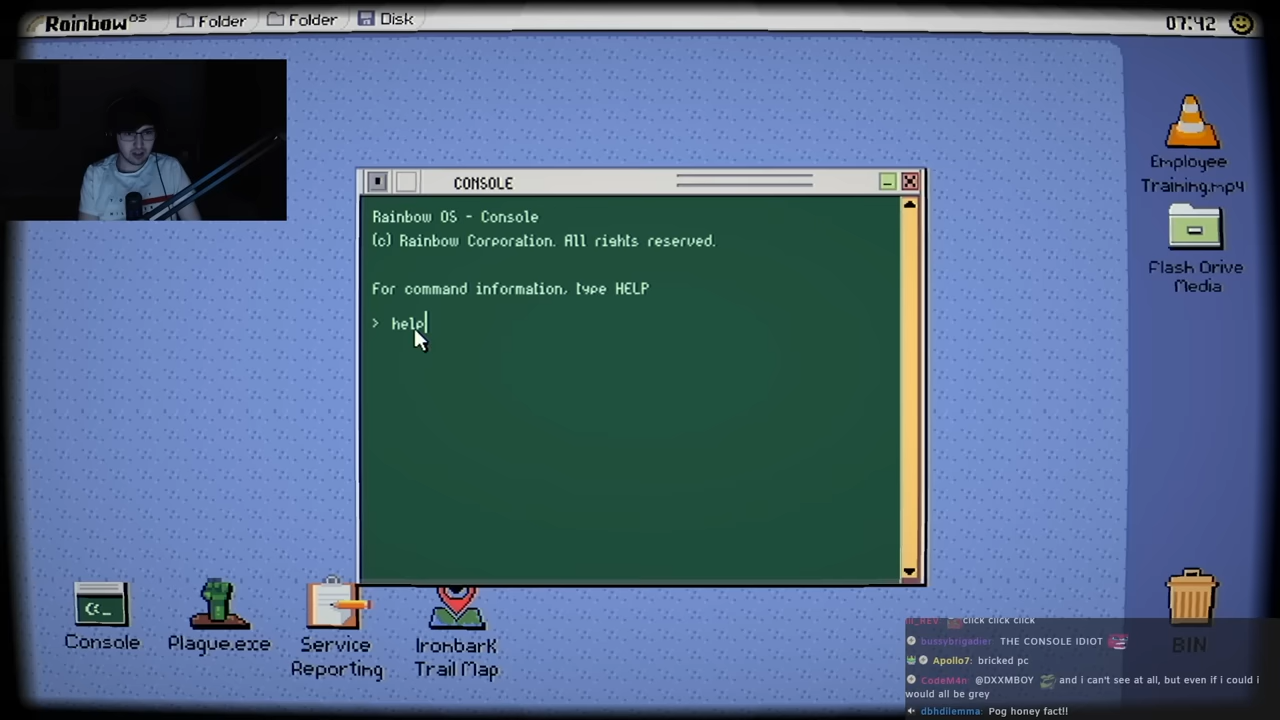 Rainbow OS
Folder
Folder
Disk
07:42
Employee
Training.mp4
Flash Drive
Media
CONSOLE
Rainbow OS - Console
(c) Rainbow Corporation. All rights reserved.
For command information, type HELP
> help
Console
Plague.exe
Service
Reporting
Ironbark
Trail Map
BIN
click click click
bussybrigadier THE CONSOLE IDIOT
Apollo7: bricked pc
CodeM4n: @DXXMBOY and i can't see at all, but even if i could i
would all be grey
dbhdilemma: Pog honey fact!!